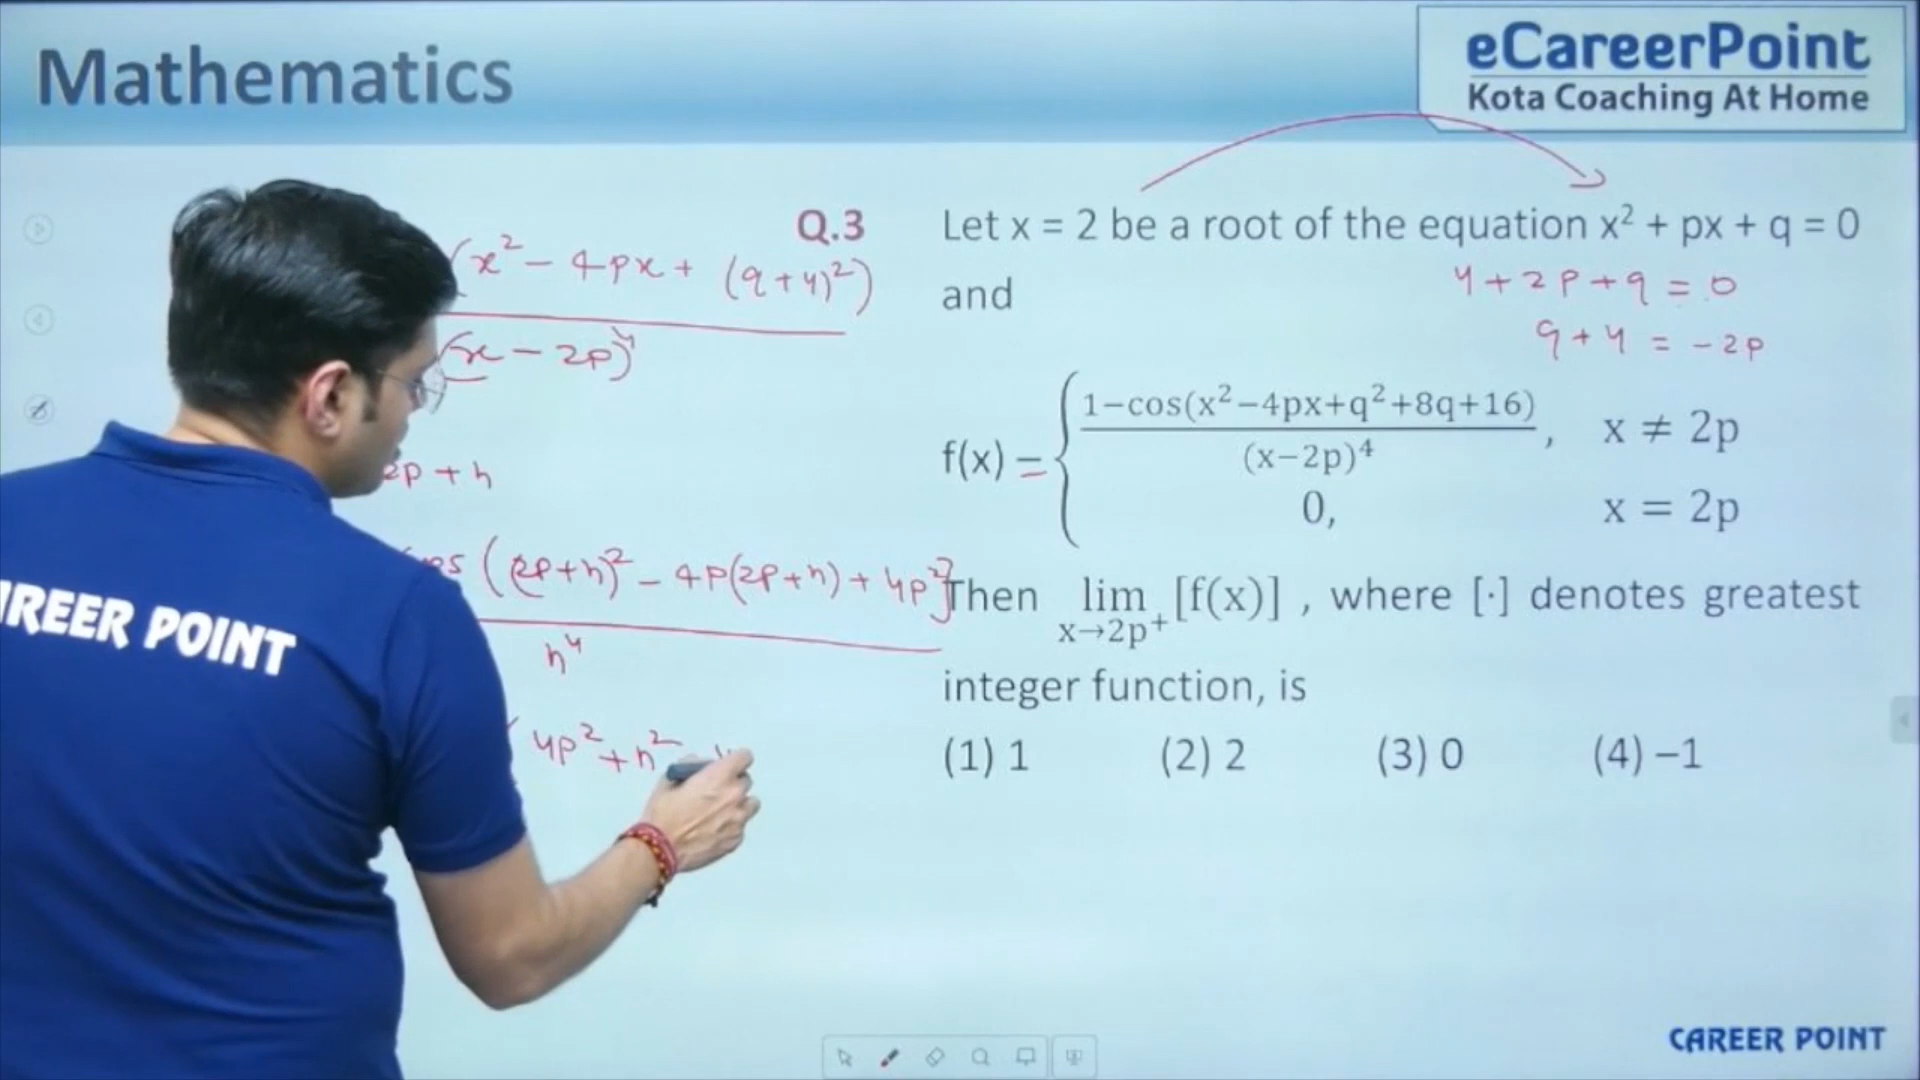 Mathematics
eCareerPoint
Kota Coaching At Home
Q.3
Let x = 2 be a root of the equation x² + px + q = 0
and
4 + 2p + q = 0
q + 4 = -2p
f(x) = { 1−cos(x²−4px+q²+8q+16) / (x−2p)⁴ , x ≠ 2p
0, x = 2p
Then lim x→2p⁺ [f(x)] , where [·] denotes greatest
integer function, is
(1) 1 (2) 2 (3) 0 (4) –1
(x² - 4px + (q+4)²)
(x - 2p)⁴
2p + h
((2p+h)² - 4p(2p+h) + 4p²)
h⁴
4p² + h²
CAREER POINT
CAREER POINT